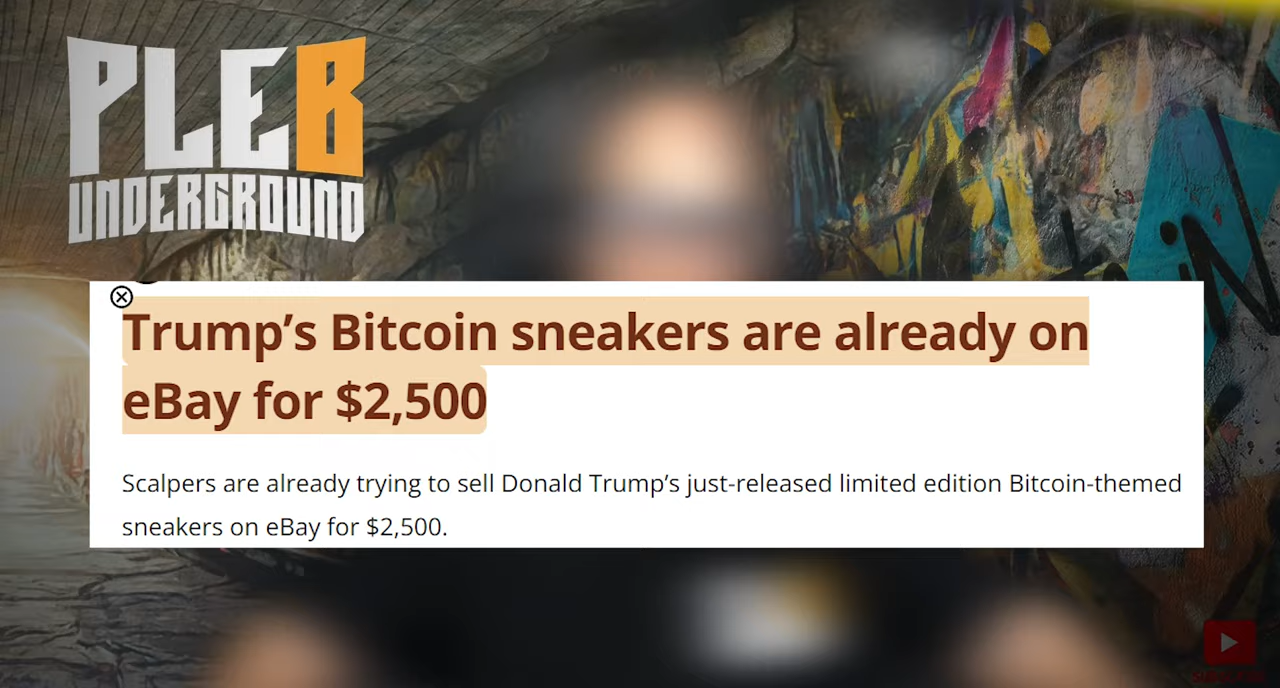 PLEB
UNDERGROUND
Trump’s Bitcoin sneakers are already on
eBay for $2,500
Scalpers are already trying to sell Donald Trump’s just-released limited edition Bitcoin-themed
sneakers on eBay for $2,500.